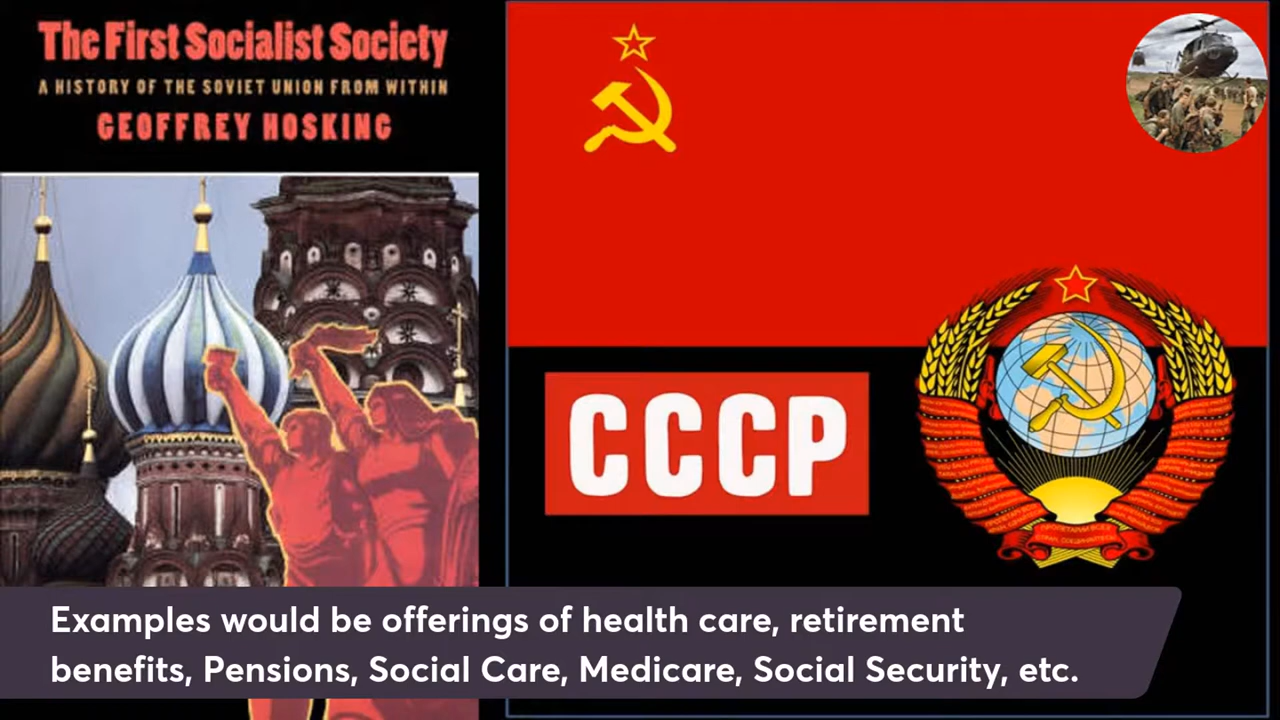 The First Socialist Society
A HISTORY OF THE SOVIET UNION FROM WITHIN
GEOFFREY HOSKING
СССР
Examples would be offerings of health care, retirement
benefits, Pensions, Social Care, Medicare, Social Security, etc.